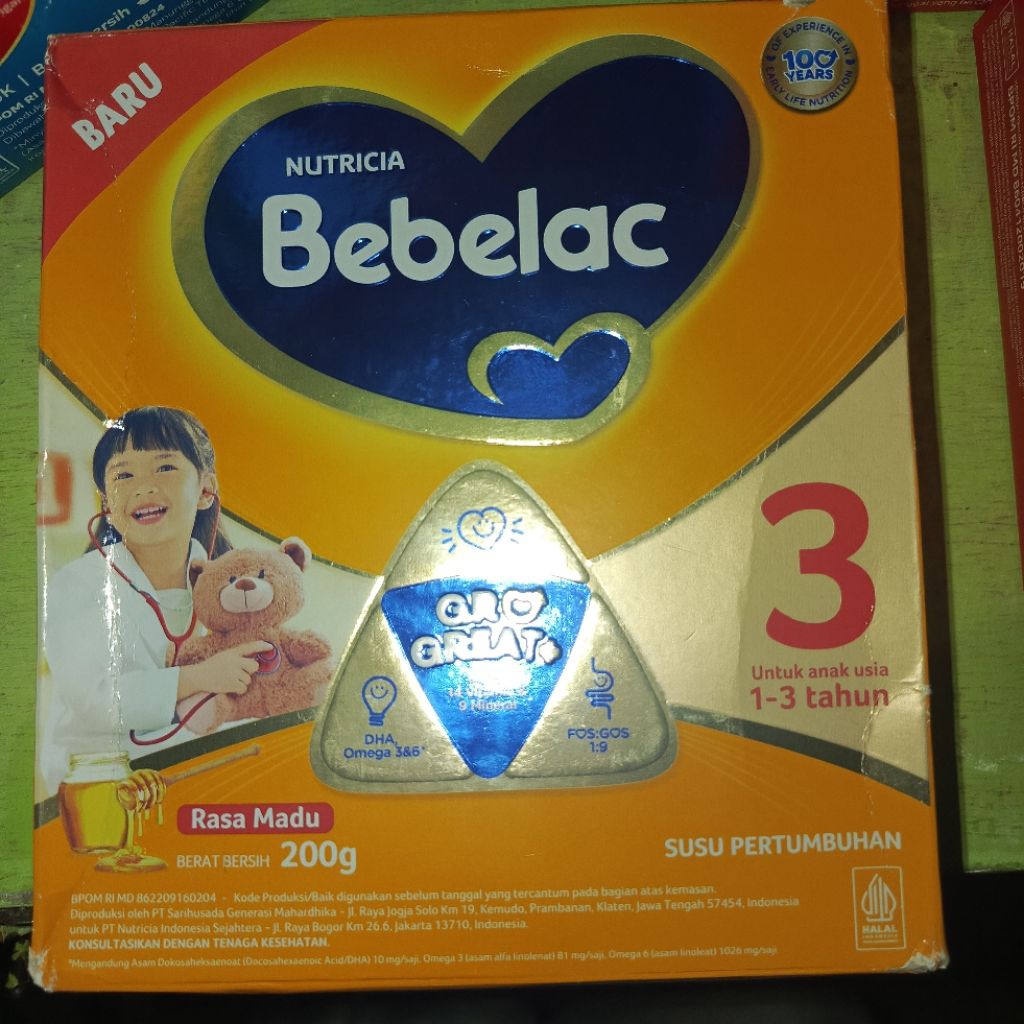 BARU
OF EXPERIENCE IN
100
YEARS
EARLY LIFE NUTRITION
NUTRICIA
Bebelac
GR
GREAT+
9 Mineral
DHA,
Omega 3&6*
FOS:GOS
1:9
3
Untuk anak usia
1-3 tahun
Rasa Madu
BERAT BERSIH 200g
SUSU PERTUMBUHAN
BPOM RI MD 862209160204 - Kode Produksi/Baik digunakan sebelum tanggal yang tercantum pada bagian atas kemasan.
Diproduksi oleh PT Sarihusada Generasi Mahardhika - Jl. Raya Jogja Solo Km 19, Kemudo, Prambanan, Klaten, Jawa Tengah 57454, Indonesia
untuk PT Nutricia Indonesia Sejahtera - Jl. Raya Bogor Km 26.6, Jakarta 13710, Indonesia.
KONSULTASIKAN DENGAN TENAGA KESEHATAN.
*Mengandung Asam Dokosaheksaenoat (Docosahexaenoic Acid/DHA) 10 mg/saji, Omega 3 (asam alfa linolenat) 81 mg/saji, Omega 6 (asam linoleat) 1026 mg/saji
HALAL
INDONESIA